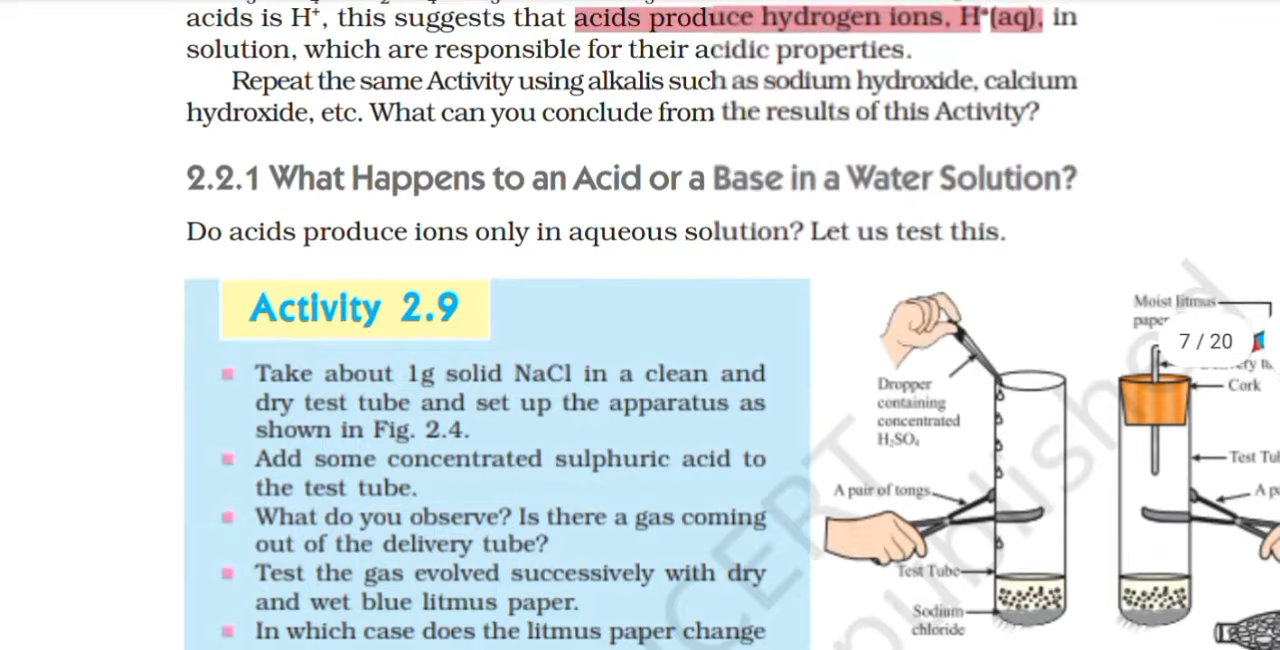 acids is H⁺, this suggests that acids produce hydrogen ions, H⁺(aq), in
solution, which are responsible for their acidic properties.
Repeat the same Activity using alkalis such as sodium hydroxide, calcium
hydroxide, etc. What can you conclude from the results of this Activity?
2.2.1 What Happens to an Acid or a Base in a Water Solution?
Do acids produce ions only in aqueous solution? Let us test this.
Activity 2.9
Take about 1g solid NaCl in a clean and
dry test tube and set up the apparatus as
shown in Fig. 2.4.
Add some concentrated sulphuric acid to
the test tube.
What do you observe? Is there a gas coming
out of the delivery tube?
Test the gas evolved successively with dry
and wet blue litmus paper.
In which case does the litmus paper change
Dropper
containing
concentrated
H₂SO₄
A pair of tongs
Test Tube
Sodium
chloride
Moist litmus
paper
7 / 20
Cork
Test Tu
A p